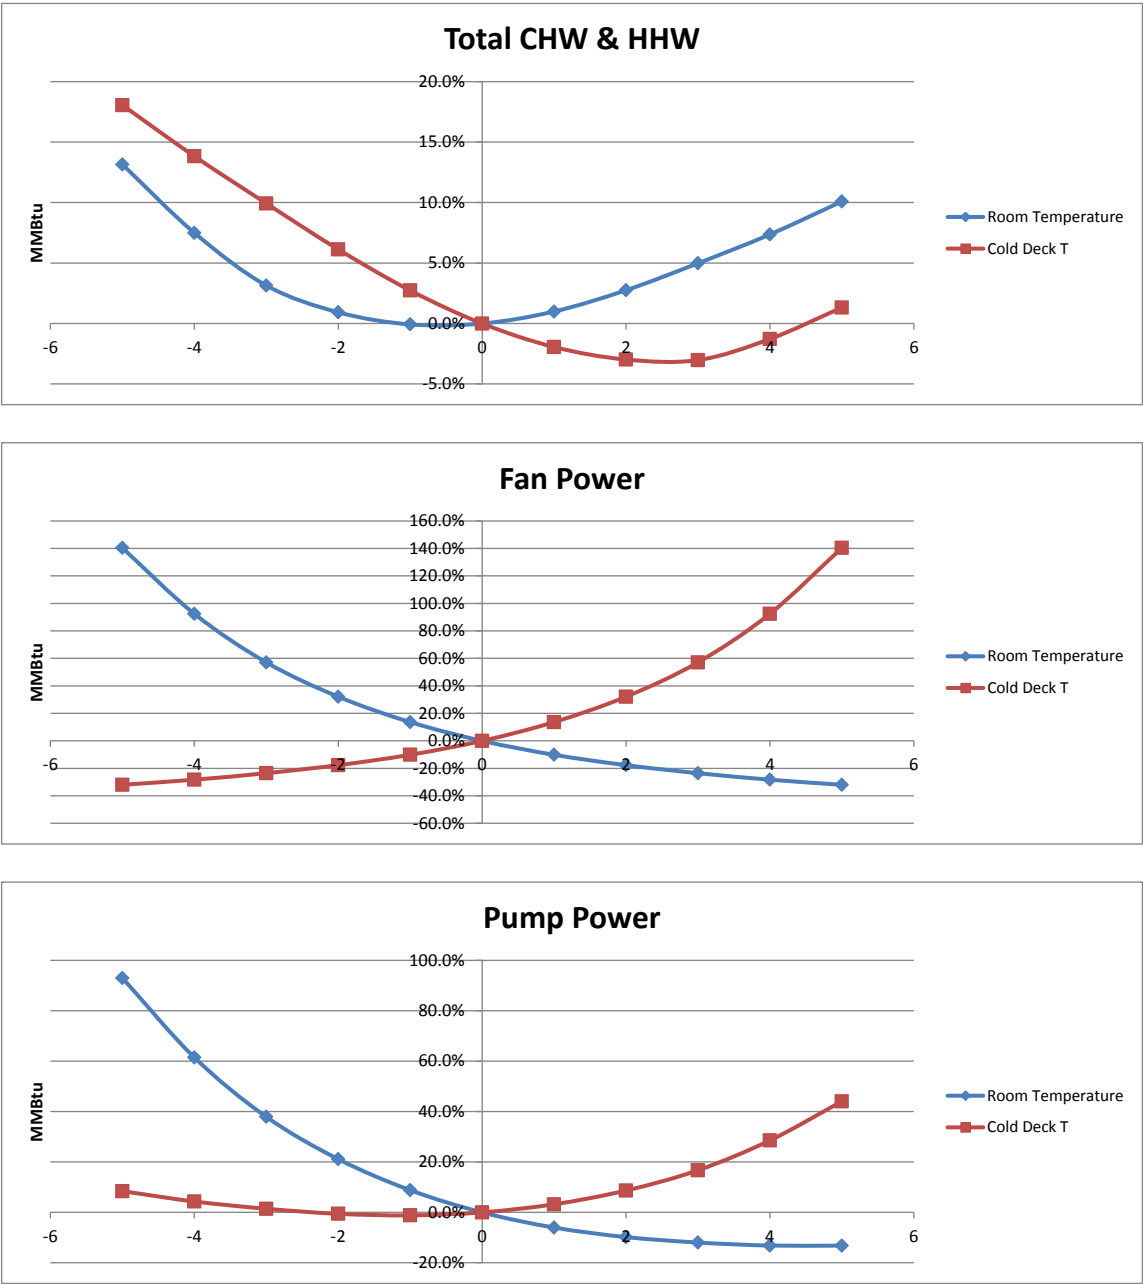 Total CHW & HHW
20.0%
15.0%
10.0%
5.0%
0.0%
-5.0%
-6 -4 -2 0 2 4 6
MMBtu
Room Temperature
Cold Deck T
Fan Power
160.0%
140.0%
120.0%
100.0%
80.0%
60.0%
40.0%
20.0%
0.0%
-20.0%
-40.0%
-60.0%
-6 -4 -2 0 2 4 6
MMBtu
Room Temperature
Cold Deck T
Pump Power
100.0%
80.0%
60.0%
40.0%
20.0%
0.0%
-20.0%
-6 -4 -2 0 2 4 6
MMBtu
Room Temperature
Cold Deck T